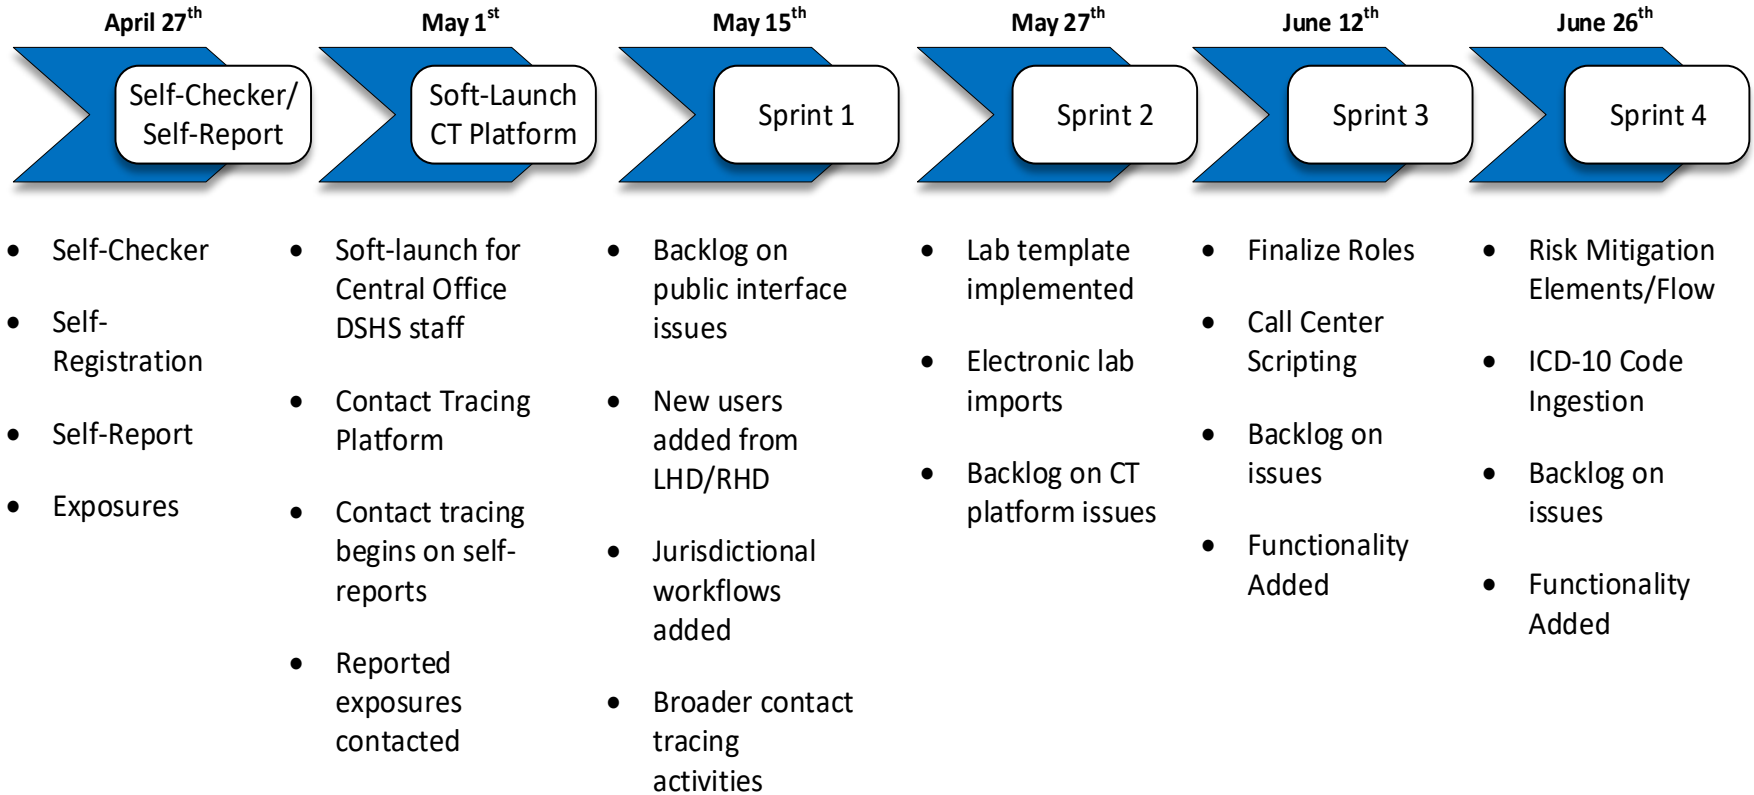 April 27th
May 1st
May 15th
May 27th
June 12th
June 26th
Self-Checker/
Self-Report
Soft-Launch
CT Platform
Sprint 1
Sprint 2
Sprint 3
Sprint 4
• Self-Checker
• Self-
Registration
• Self-Report
• Exposures
• Soft-launch for
Central Office
DSHS staff
• Contact Tracing
Platform
• Contact tracing
begins on self-
reports
• Reported
exposures
contacted
• Backlog on
public interface
issues
• New users
added from
LHD/RHD
• Jurisdictional
workflows
added
• Broader contact
tracing
activities
• Lab template
implemented
• Electronic lab
imports
• Backlog on CT
platform issues
• Finalize Roles
• Call Center
Scripting
• Backlog on
issues
• Functionality
Added
• Risk Mitigation
Elements/Flow
• ICD-10 Code
Ingestion
• Backlog on
issues
• Functionality
Added